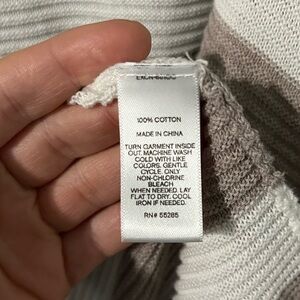 100% COTTON
MADE IN CHINA
TURN GARMENT INSIDE
OUT. MACHINE WASH
COLD WITH LIKE
COLORS. GENTLE
CYCLE. ONLY
NON-CHLORINE
BLEACH
WHEN NEEDED. LAY
FLAT TO DRY. COOL
IRON IF NEEDED.
RN# 55285